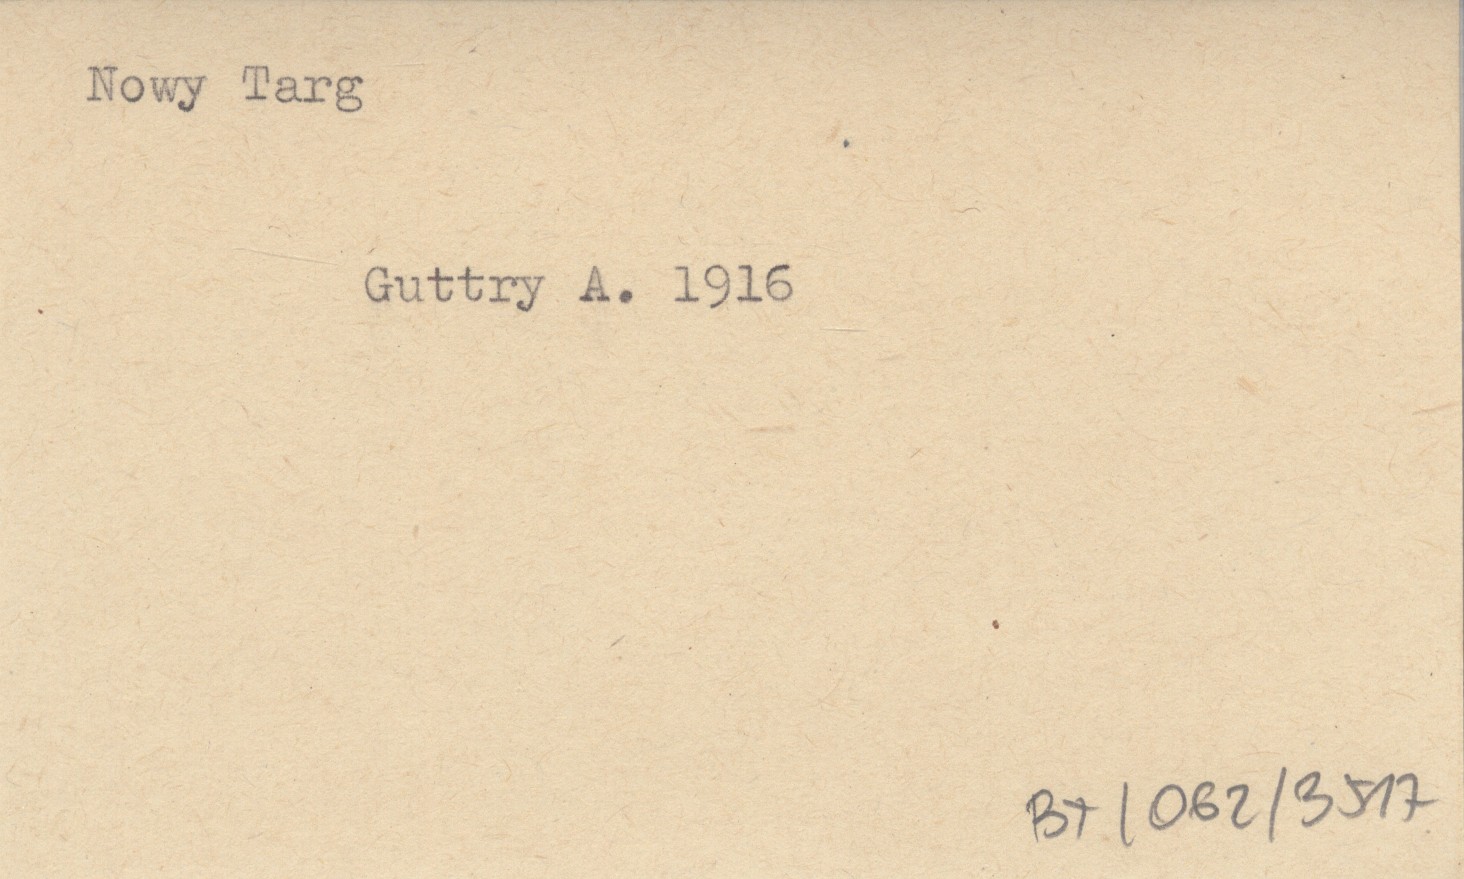 Nowy Targ
Guttry A. 1916
BT/062/3517